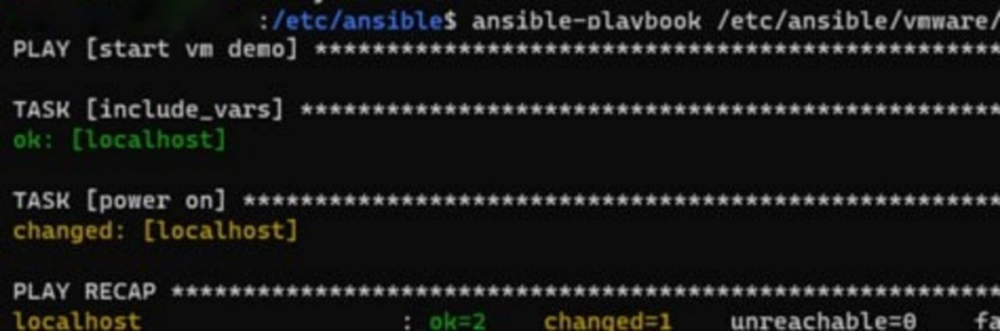 :/etc/ansible$ ansible-playbook /etc/ansible/vmware/
PLAY [start vm demo] *********************************************************
TASK [include_vars] **********************************************************
ok: [localhost]
TASK [power on] **************************************************************
changed: [localhost]
PLAY RECAP *******************************************************************
localhost : ok=2 changed=1 unreachable=0 fa